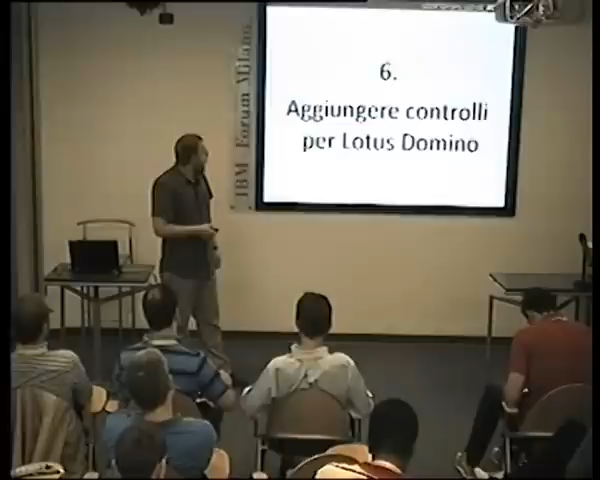 6.
Aggiungere controlli
per Lotus Domino
IBM Forum Milano